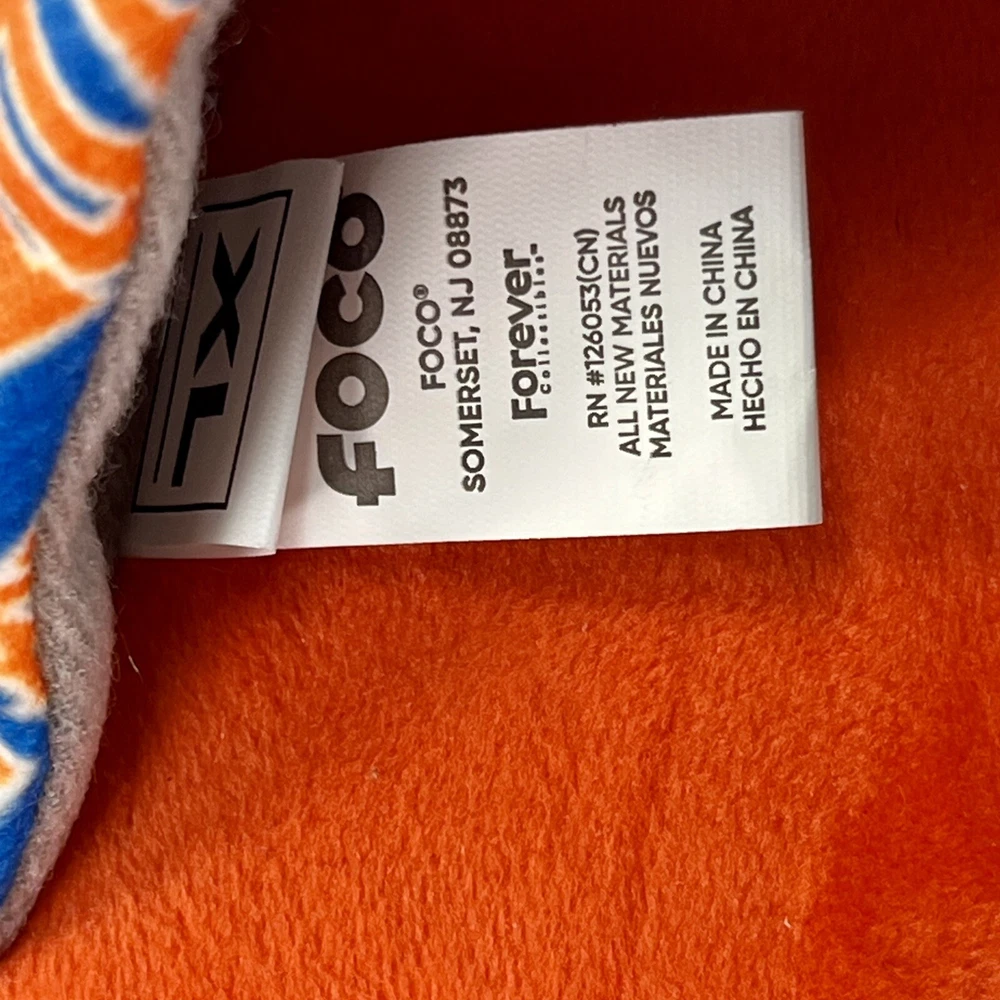 XL
FOCO
FOCO®
SOMERSET, NJ 08873
Forever
collectibles
RN #126053(CN)
ALL NEW MATERIALS
MATERIALES NUEVOS
MADE IN CHINA
HECHO EN CHINA